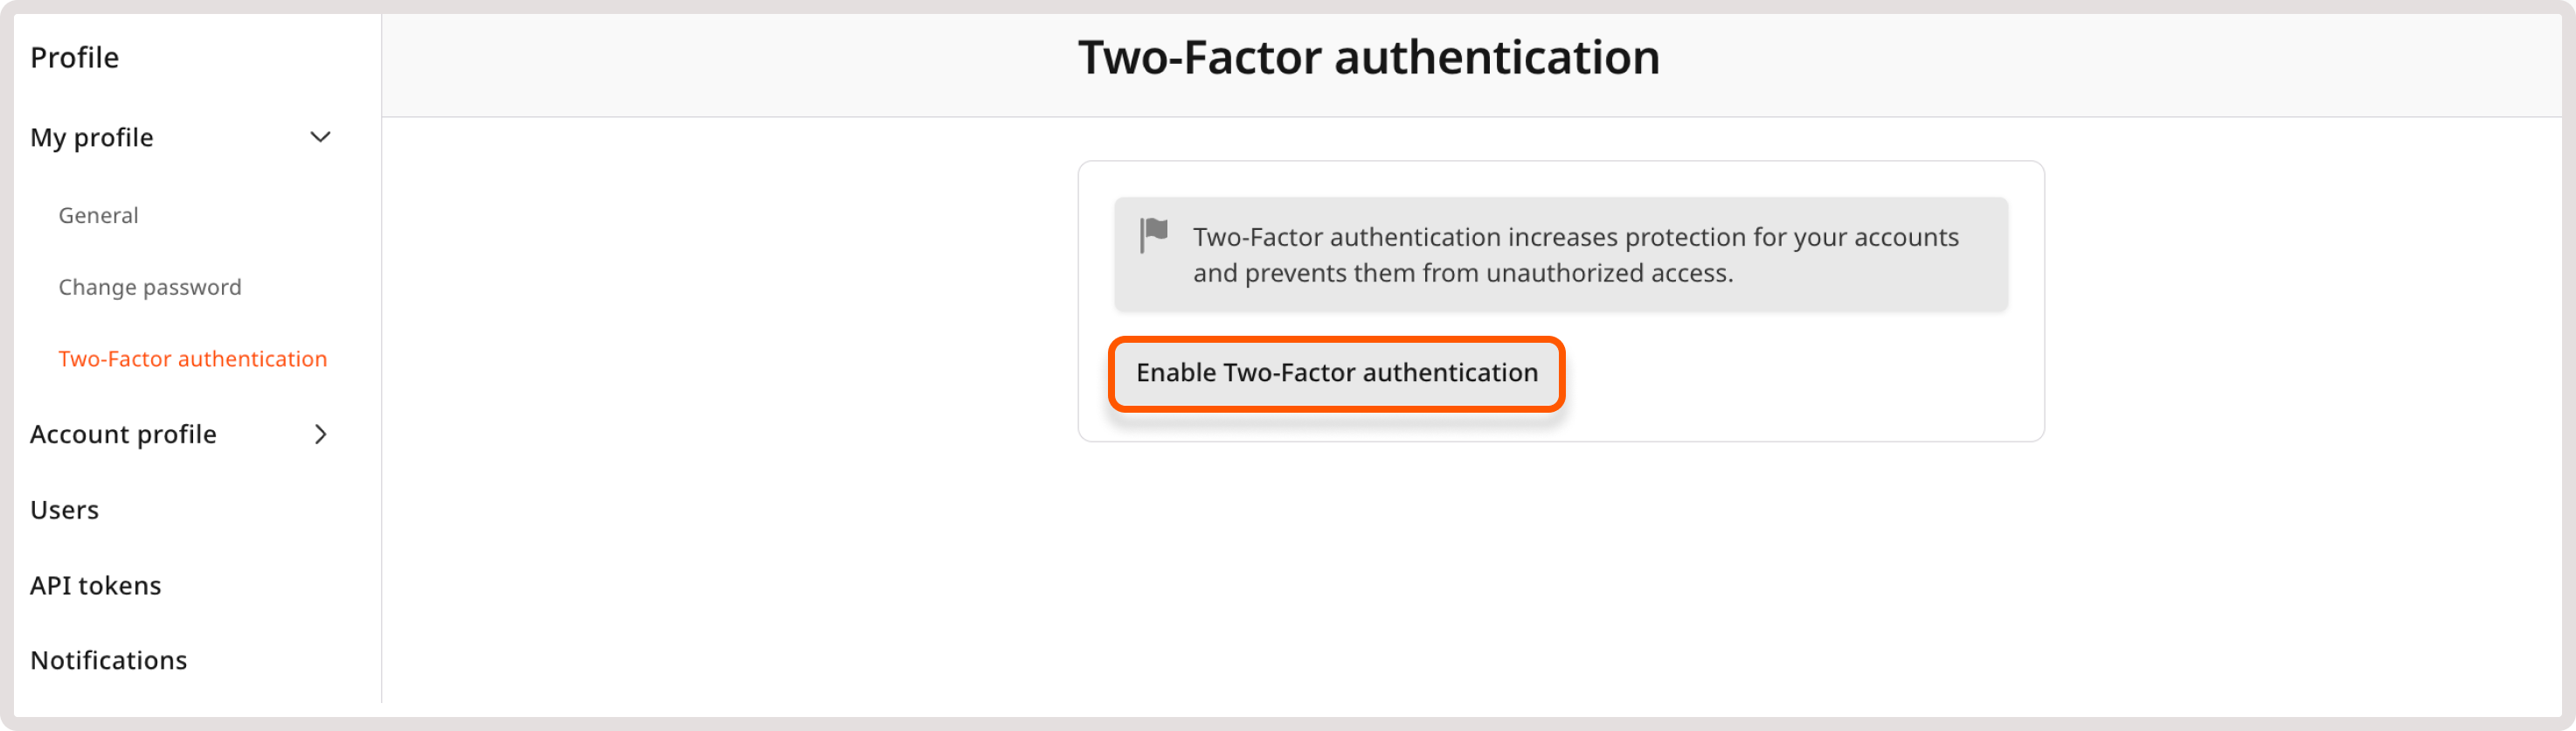 Profile
My profile
General
Change password
Two-Factor authentication
Account profile
Users
API tokens
Notifications
Two-Factor authentication
Two-Factor authentication increases protection for your accounts
and prevents them from unauthorized access.
Enable Two-Factor authentication